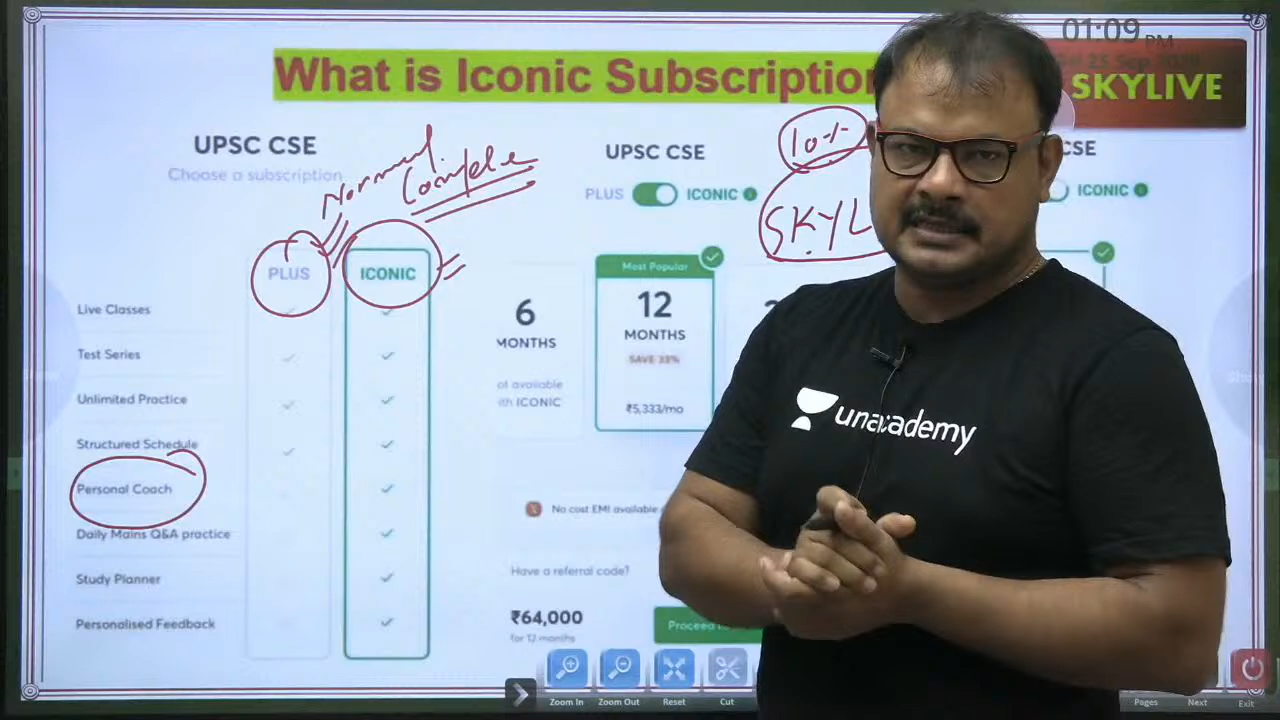 01:09 PM
What is Iconic Subscription
SKYLIVE
UPSC CSE
Choose a subscription
Normal
Complete
PLUS
ICONIC
Live Classes
Test Series
Unlimited Practice
Structured Schedule
Personal Coach
Daily Mains Q&A practice
Study Planner
Personalised Feedback
UPSC CSE
PLUS
ICONIC
6
MONTHS
Most Popular
12
MONTHS
SAVE 33%
₹5,333/mo
No cost EMI available
Have a referral code?
₹64,000
for 12 months
10%
SKYL
CSE
ICONIC
unacademy
Zoom In
Zoom Out
Reset
Cut
Pages
Next
Exit